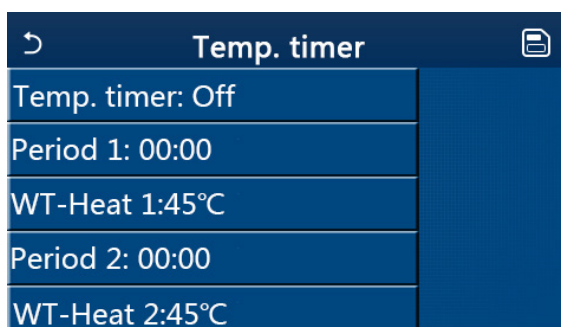 Temp. timer
Temp. timer: Off
Period 1: 00:00
WT-Heat 1:45℃
Period 2: 00:00
WT-Heat 2:45℃